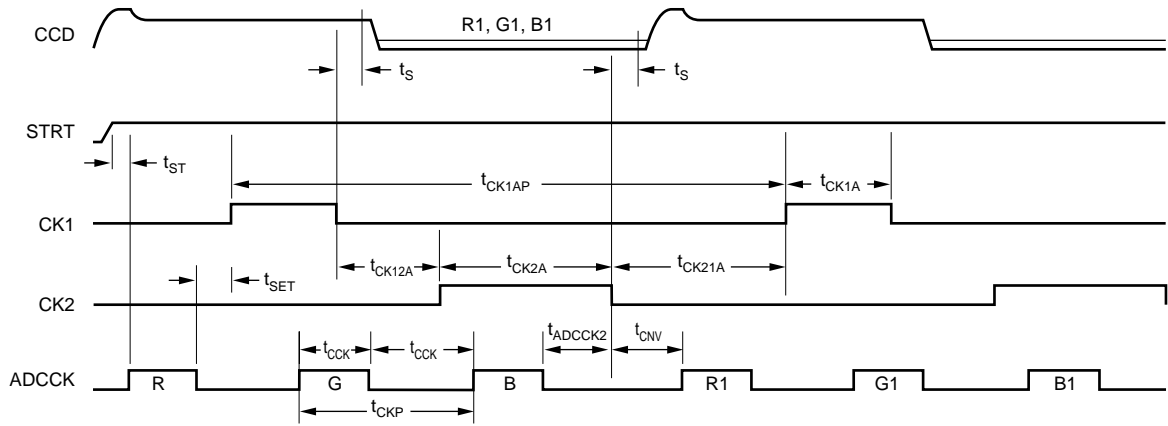 CCD
R1, G1, B1
tS
tS
STRT
tST
tCK1AP
tCK1A
CK1
tCK12A
tCK2A
tCK21A
tSET
CK2
tCCK
tCCK
tADCCK2
tCNV
ADCCK
R
G
B
R1
G1
B1
tCKP